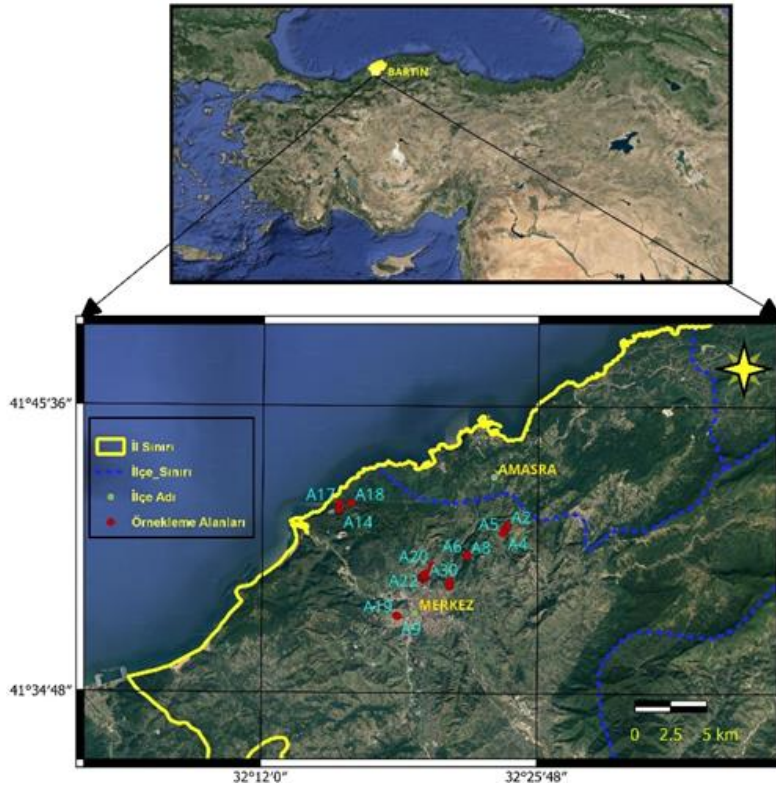 BARTIN
41°45'36"
İl Sınırı
İlçe_Sınırı
İlçe Adı
Örnekleme Alanları
AMASRA
A17
A18
A14
A5
A2
A4
A6
A8
A20
A30
A22
MERKEZ
A19
A9
41°34'48"
0 2.5 5 km
32°12'0"
32°25'48"